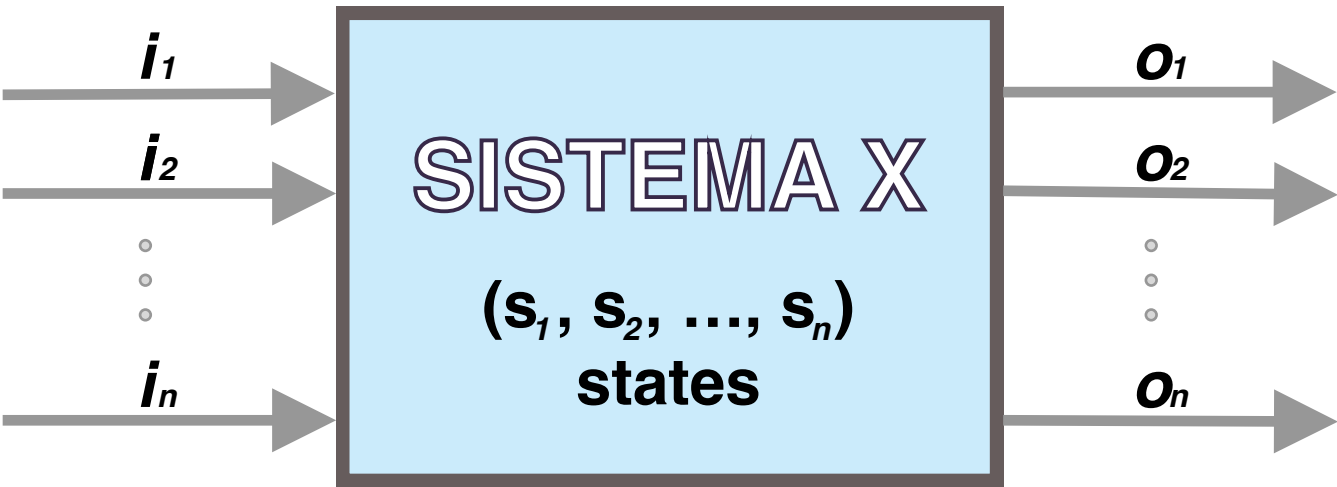 i1
o1
i2
o2
SISTEMA X
(s1, s2, ..., sn)
states
in
on